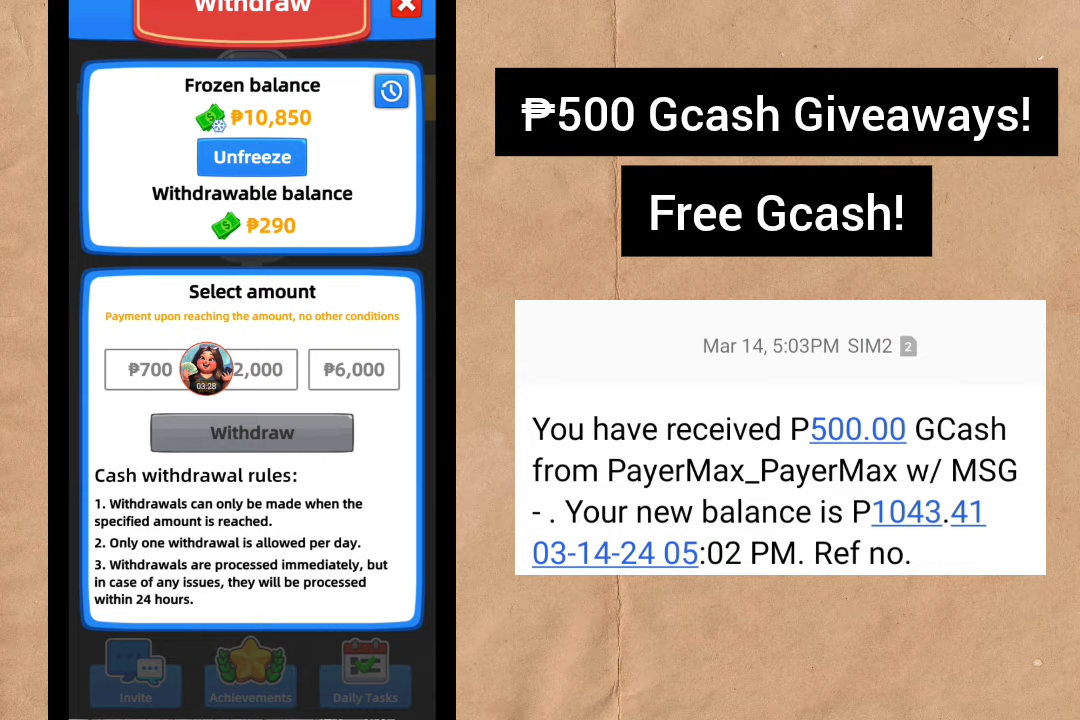 Withdraw
Frozen balance
₱10,850
Unfreeze
Withdrawable balance
₱290
Select amount
Payment upon reaching the amount, no other conditions
₱700
2,000
₱6,000
03:28
Withdraw
Cash withdrawal rules:
1. Withdrawals can only be made when the
specified amount is reached.
2. Only one withdrawal is allowed per day.
3. Withdrawals are processed immediately, but
in case of any issues, they will be processed
within 24 hours.
Invite
Achievements
Daily Tasks
₱500 Gcash Giveaways!
Free Gcash!
Mar 14, 5:03PM SIM2 2
You have received P500.00 GCash
from PayerMax_PayerMax w/ MSG
- . Your new balance is P1043.41
03-14-24 05:02 PM. Ref no.